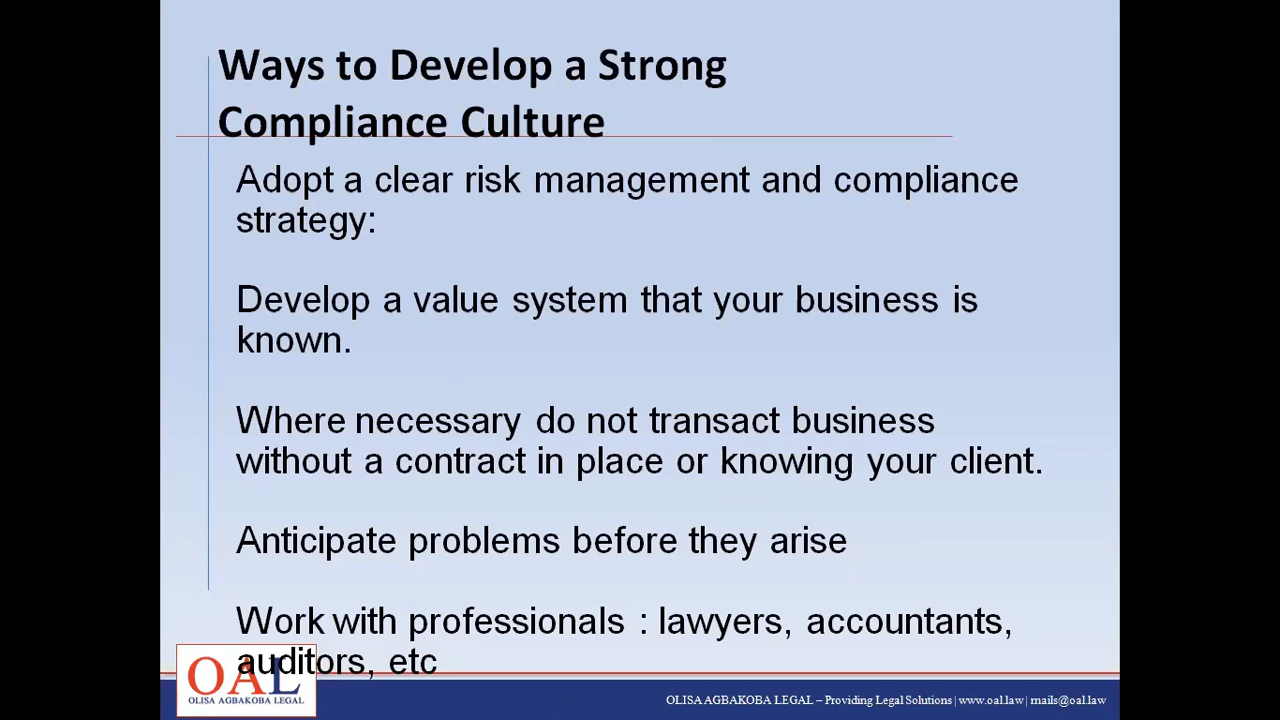 Ways to Develop a Strong
Compliance Culture
Adopt a clear risk management and compliance
strategy:
Develop a value system that your business is
known.
Where necessary do not transact business
without a contract in place or knowing your client.
Anticipate problems before they arise
Work with professionals : lawyers, accountants,
auditors, etc
OAL
OLISA AGBAKOBA LEGAL
OLISA AGBAKOBA LEGAL – Providing Legal Solutions | www.oal.law | mails@oal.law